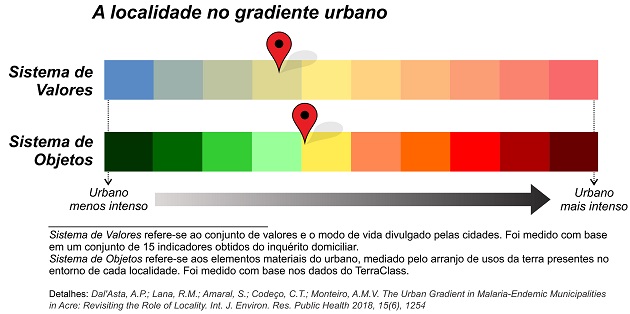 A localidade no gradiente urbano
Sistema de
Valores
Sistema de
Objetos
Urbano
menos intenso
Urbano
mais intenso
Sistema de Valores refere-se ao conjunto de valores e o modo de vida divulgado pelas cidades. Foi medido com base
em um conjunto de 15 indicadores obtidos do inquérito domiciliar.
Sistema de Objetos refere-se aos elementos materiais do urbano, mediado pelo arranjo de usos da terra presentes no
entorno de cada localidade. Foi medido com base nos dados do TerraClass.
Detalhes: Dal'Asta, A.P.; Lana, R.M.; Amaral, S.; Codeço, C.T.; Monteiro, A.M.V. The Urban Gradient in Malaria-Endemic Municipalities
in Acre: Revisiting the Role of Locality. Int. J. Environ. Res. Public Health 2018, 15(6), 1254